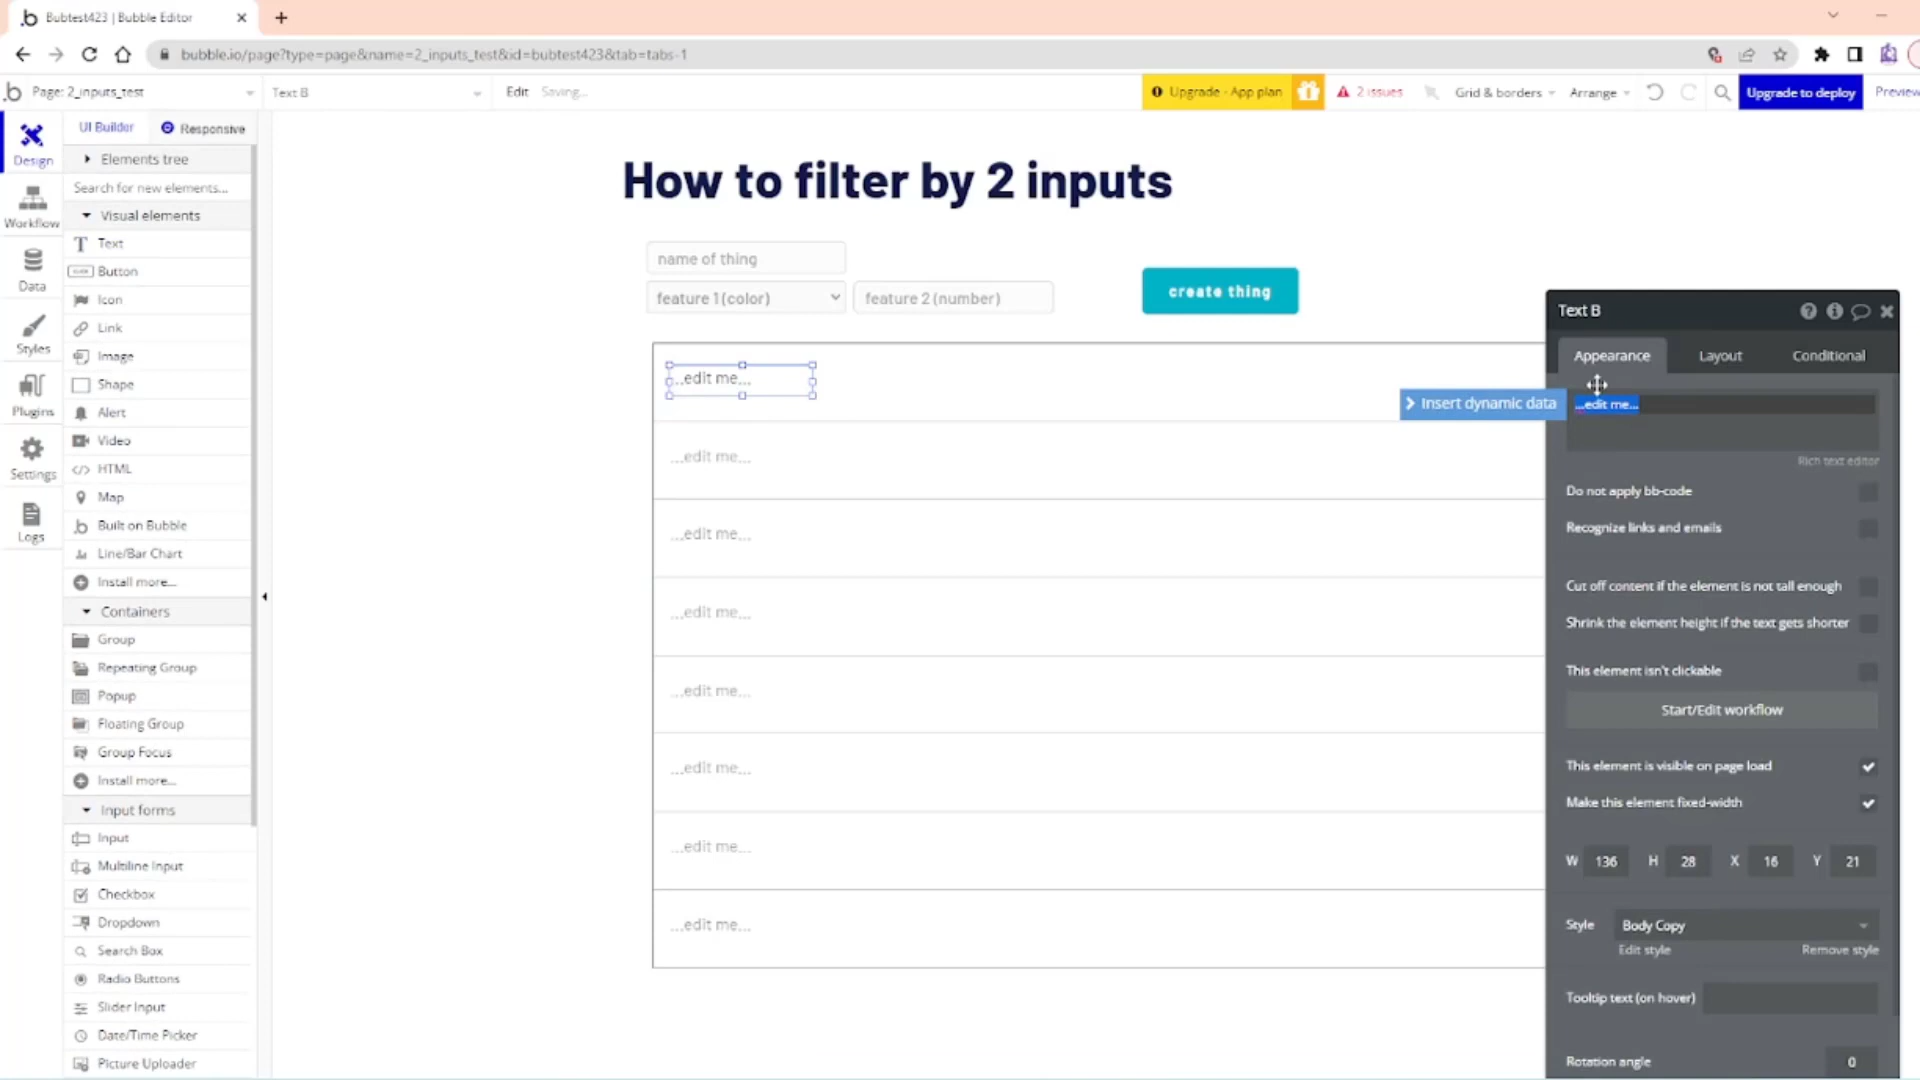 Bubtest423 | Bubble Editor
bubble.io/page?type=page&name=2_inputs_test&id=bubtest423&tab=tabs-1
Page: 2_inputs_test
Text B
Edit
Saving...
Upgrade - App plan
2 issues
Grid & borders
Arrange
Upgrade to deploy
Preview
Design
Workflow
Data
Styles
Plugins
Settings
Logs
UI Builder
Responsive
Elements tree
Search for new elements...
Visual elements
Text
Button
Icon
Link
Image
Shape
Alert
Video
HTML
Map
Built on Bubble
Line/Bar Chart
Install more...
Containers
Group
Repeating Group
Popup
Floating Group
Group Focus
Install more...
Input forms
Input
Multiline Input
Checkbox
Dropdown
Search Box
Radio Buttons
Slider Input
Date/Time Picker
Picture Uploader
How to filter by 2 inputs
name of thing
feature 1 (color)
feature 2 (number)
create thing
...edit me...
...edit me...
...edit me...
...edit me...
...edit me...
...edit me...
...edit me...
...edit me...
Insert dynamic data
Text B
Appearance
Layout
Conditional
...edit me...
Rich text editor
Do not apply bb-code
Recognize links and emails
Cut off content if the element is not tall enough
Shrink the element height if the text gets shorter
This element isn't clickable
Start/Edit workflow
This element is visible on page load
Make this element fixed-width
W 136 H 28 X 16 Y 21
Style Body Copy
Edit style
Remove style
Tooltip text (on hover)
Rotation angle 0